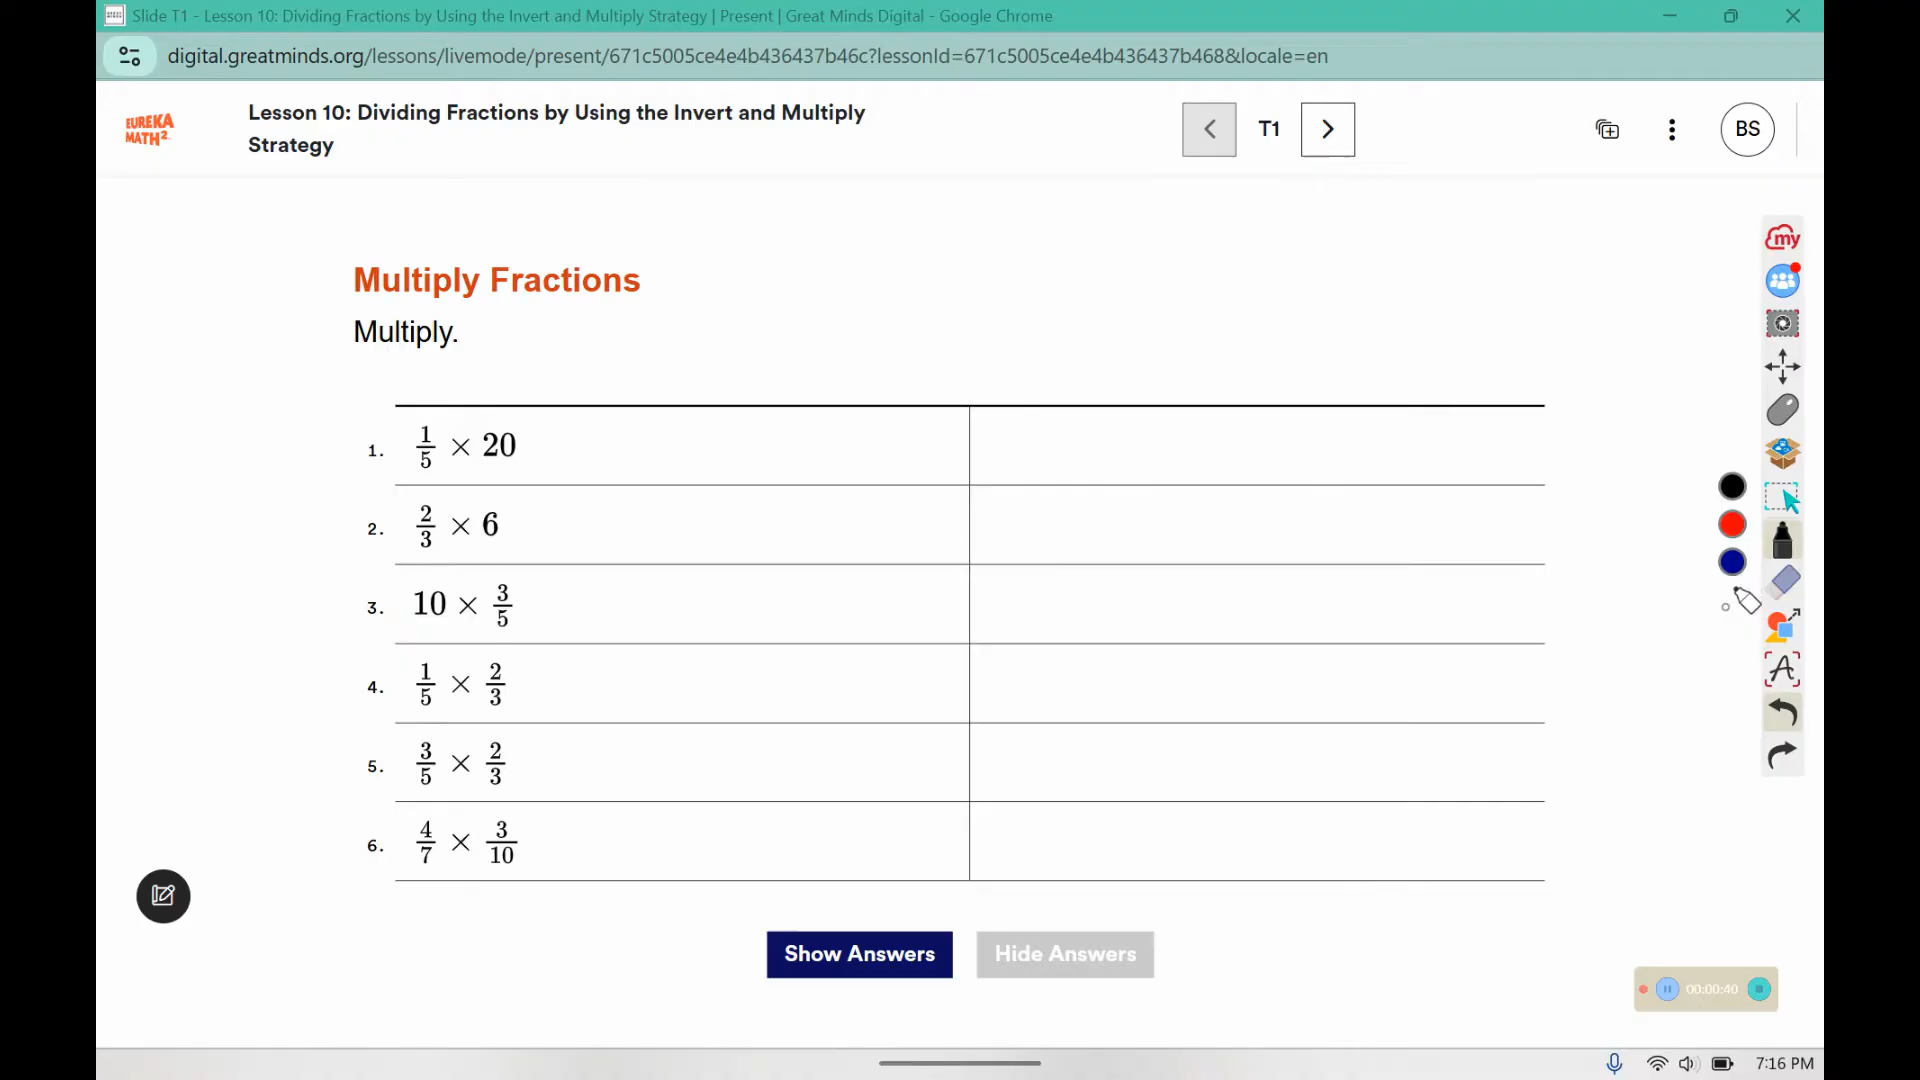 Slide T1 - Lesson 10: Dividing Fractions by Using the Invert and Multiply Strategy | Present | Great Minds Digital - Google Chrome
digital.greatminds.org/lessons/livemode/present/671c5005ce4e4b436437b46c?lessonId=671c5005ce4e4b436437b468&locale=en
EUREKA
MATH²
Lesson 10: Dividing Fractions by Using the Invert and Multiply
Strategy
T1
BS
my
Multiply Fractions
Multiply.
1. 1/5 × 20
2. 2/3 × 6
3. 10 × 3/5
4. 1/5 × 2/3
5. 3/5 × 2/3
6. 4/7 × 3/10
Show Answers
Hide Answers
00:00:40
7:16 PM